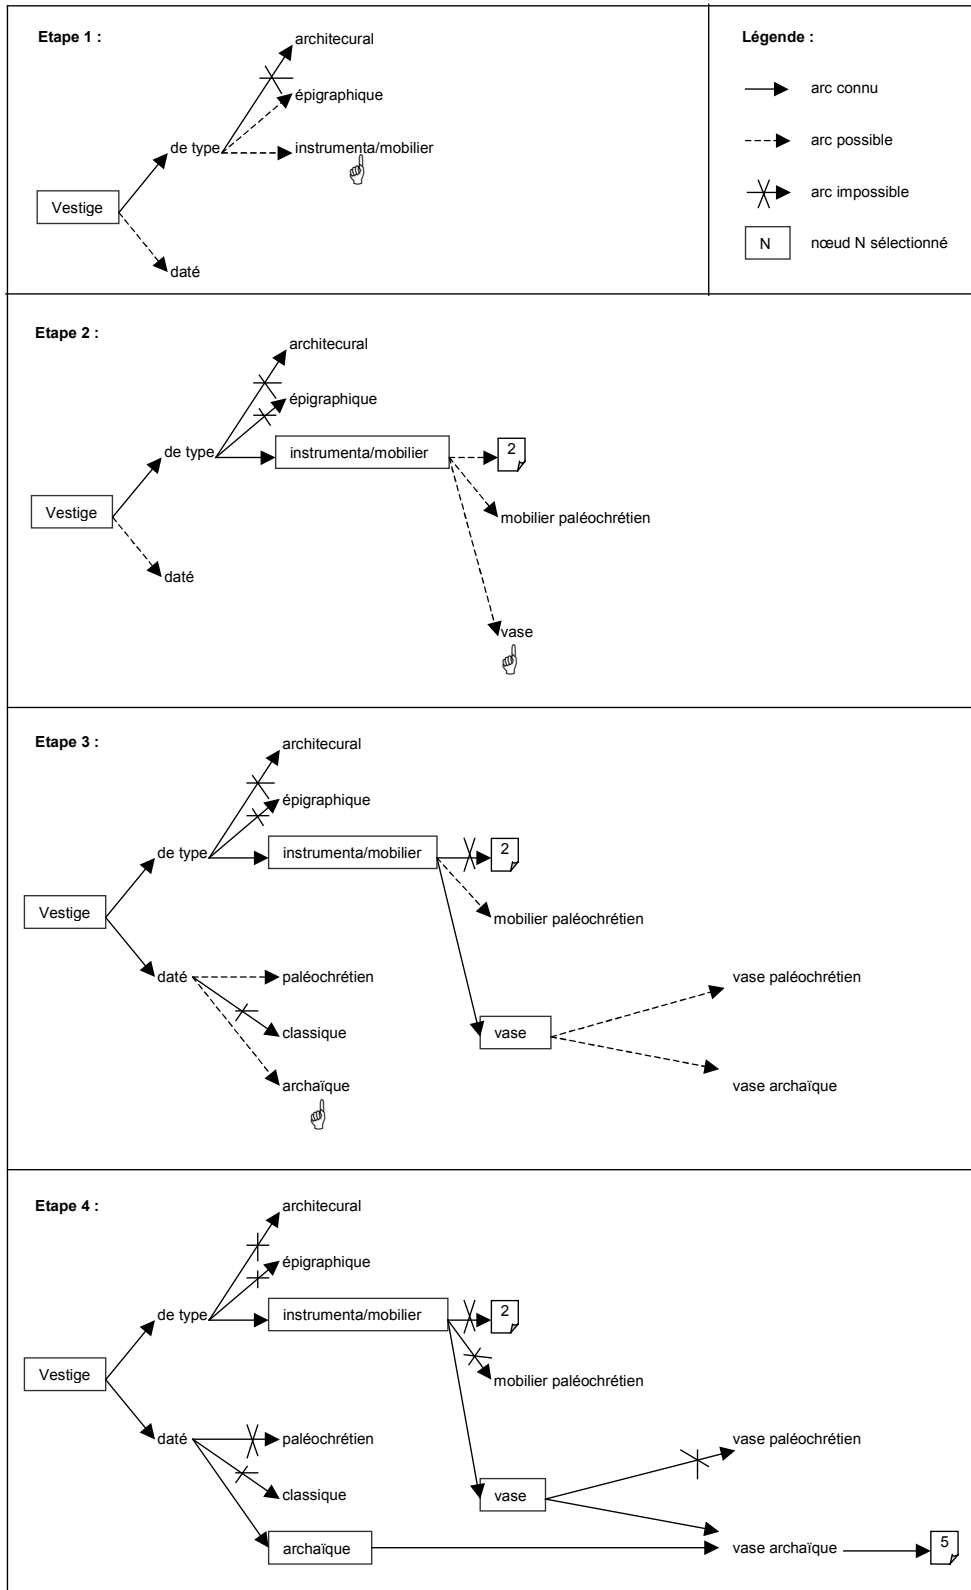 Etape 1 :
architecural
épigraphique
de type
instrumenta/mobilier
Vestige
daté
Légende :
arc connu
arc possible
arc impossible
N
nœud N sélectionné
Etape 2 :
architecural
épigraphique
de type
instrumenta/mobilier
2
mobilier paléochrétien
Vestige
daté
vase
Etape 3 :
architecural
épigraphique
de type
instrumenta/mobilier
2
Vestige
mobilier paléochrétien
daté
paléochrétien
vase paléochrétien
classique
vase
archaïque
vase archaïque
Etape 4 :
architecural
épigraphique
de type
instrumenta/mobilier
2
Vestige
mobilier paléochrétien
daté
paléochrétien
vase paléochrétien
classique
vase
archaïque
vase archaïque
5